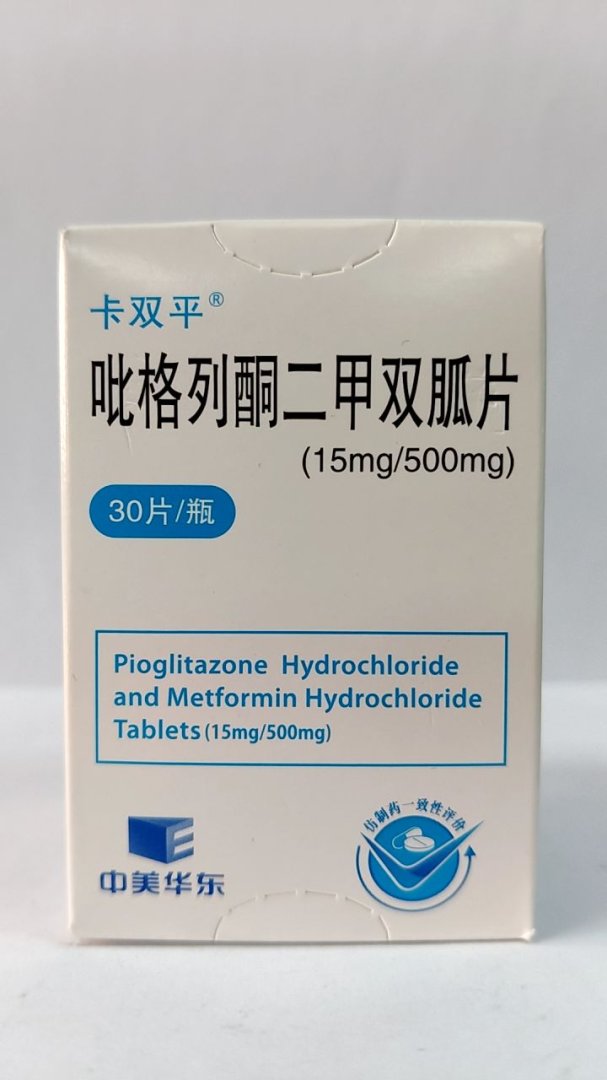 卡双平®
吡格列酮二甲双胍片
(15mg/500mg)
30片/瓶
Pioglitazone Hydrochloride
and Metformin Hydrochloride
Tablets (15mg/500mg)
仿制药一致性评价
中美华东